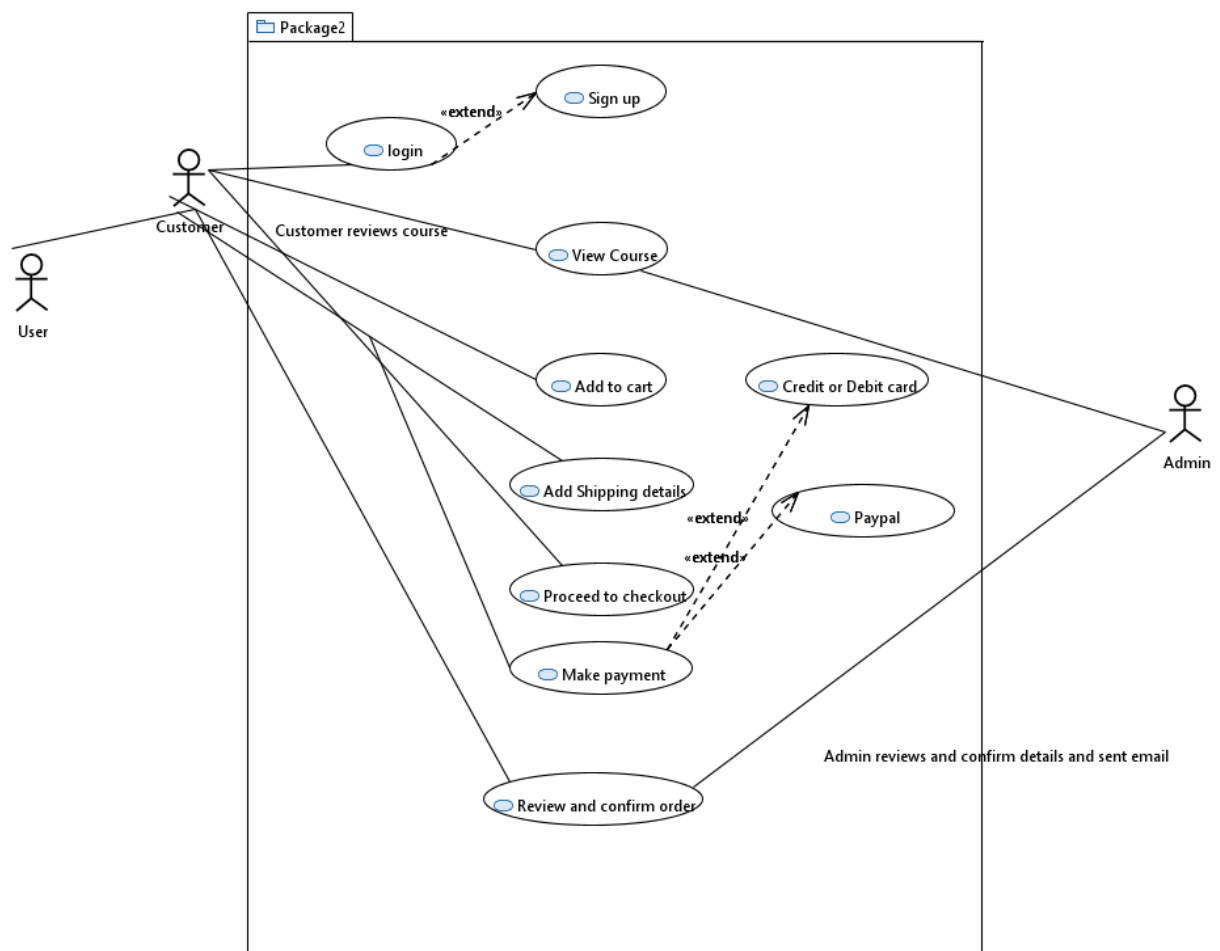 Package2
Sign up
«extend»
login
Customer
Customer reviews course
View Course
User
Add to cart
Credit or Debit card
Admin
Add Shipping details
Paypal
«extend»
«extend»
Proceed to checkout
Make payment
Admin reviews and confirm details and sent email
Review and confirm order